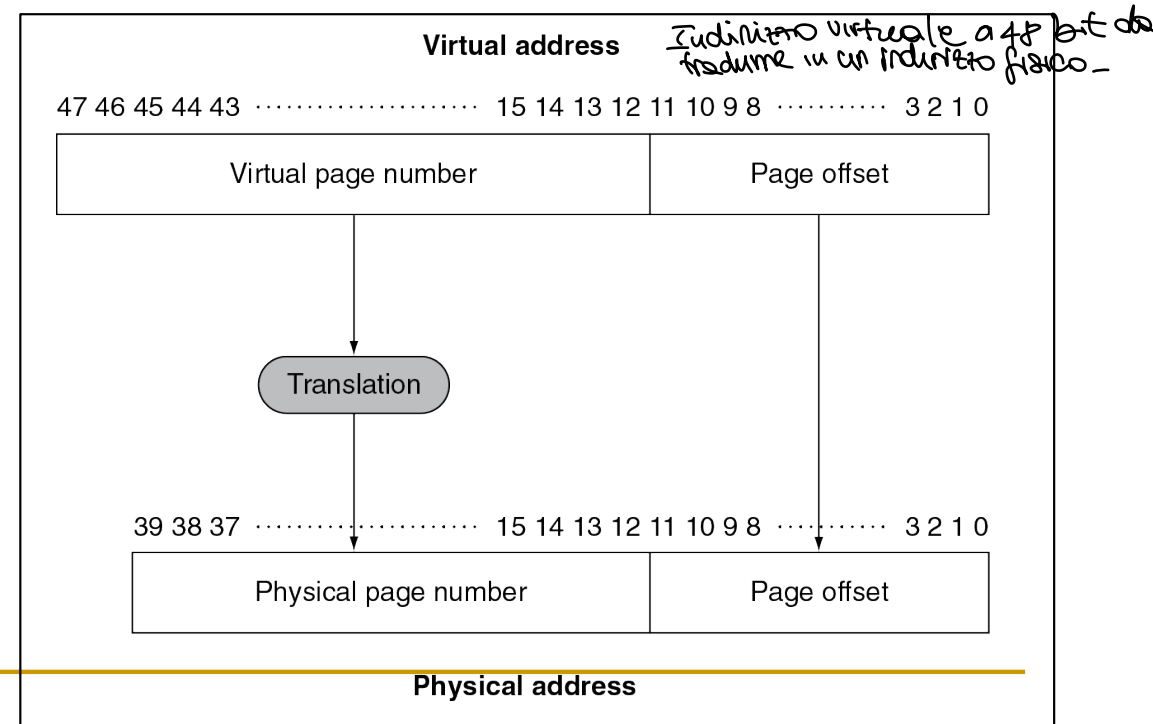 Virtual address
Indirizzo virtuale a 48 bit da
tradurre in un indirizzo fisico_
47 46 45 44 43 ...................... 15 14 13 12 11 10 9 8 ........... 3 2 1 0
Virtual page number Page offset
Translation
39 38 37 ...................... 15 14 13 12 11 10 9 8 ........... 3 2 1 0
Physical page number Page offset
Physical address